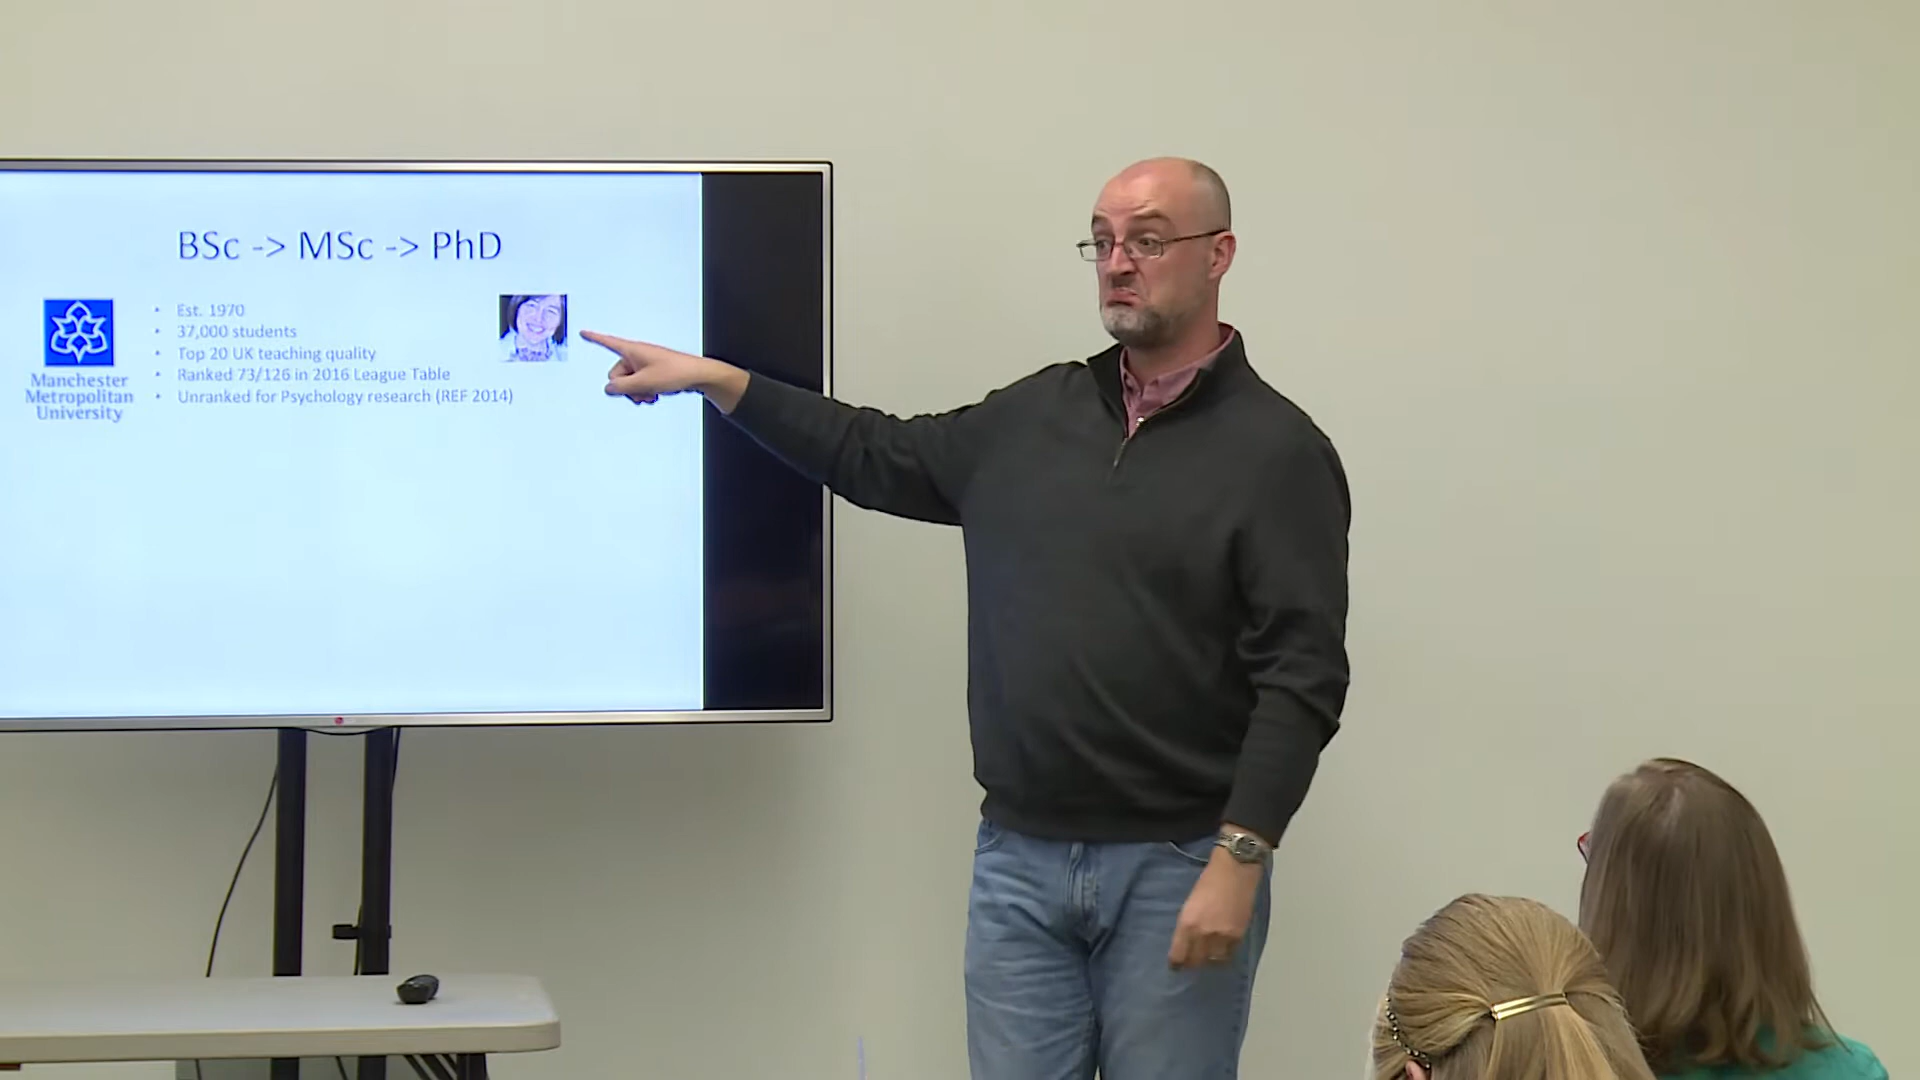 BSc -> MSc -> PhD
• Est. 1970
• 37,000 students
• Top 20 UK teaching quality
• Ranked 73/126 in 2016 League Table
• Unranked for Psychology research (REF 2014)
Manchester
Metropolitan
University